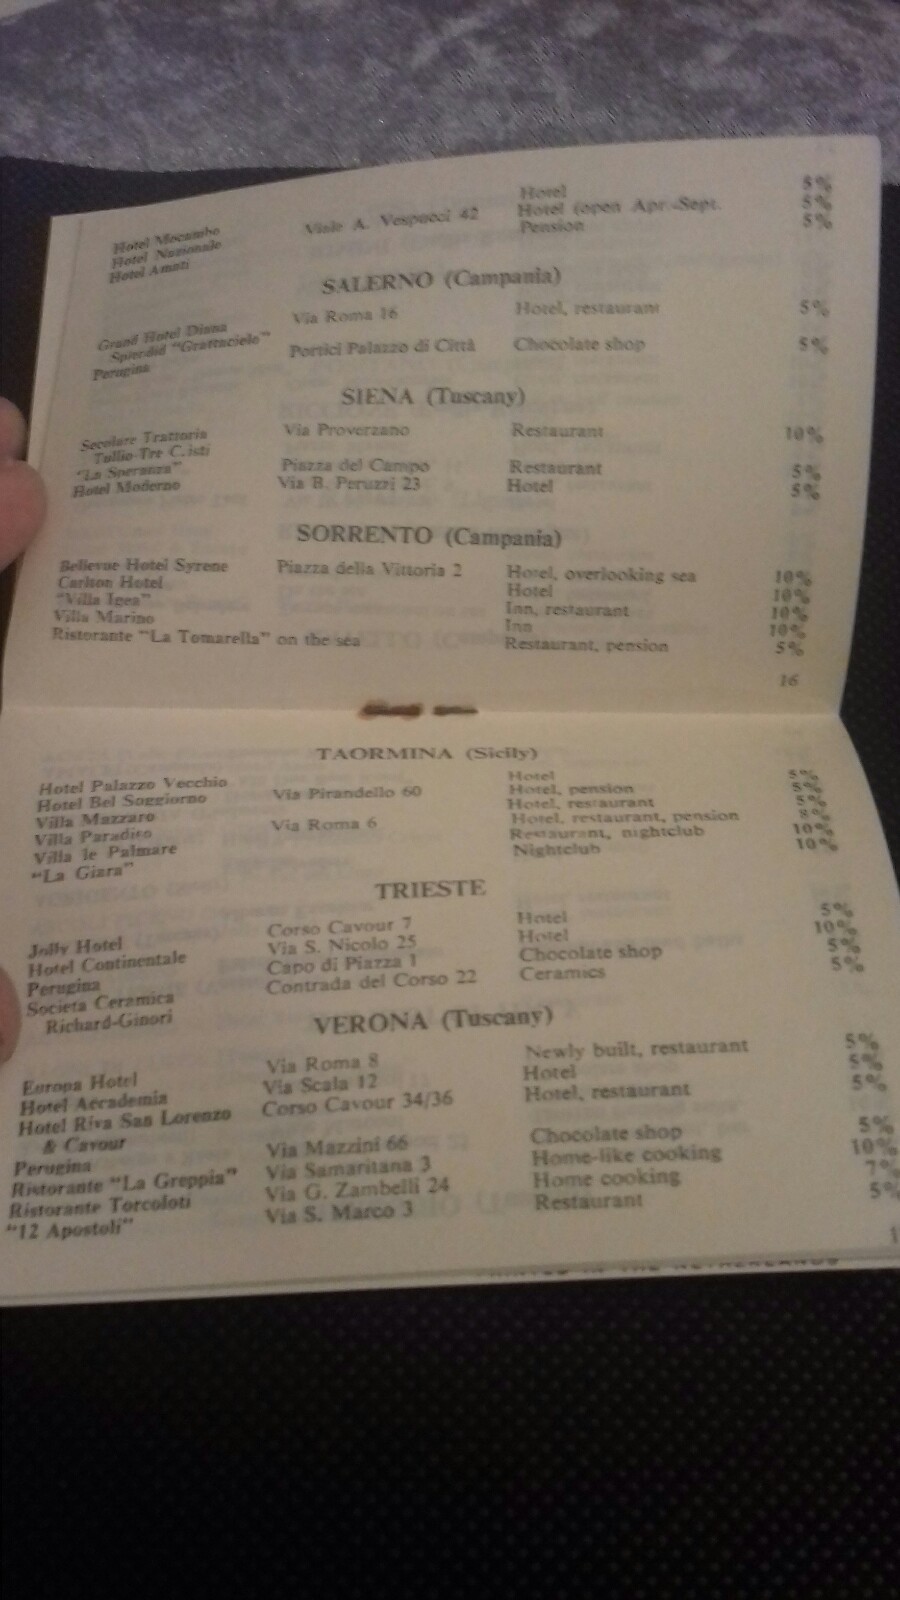 Hotel Mocambo Hotel 5%
Hotel Nazionale Viale A. Vespucci 42 Hotel (open Apr.-Sept. 5%
Hotel Amati Pension 5%
SALERNO (Campania)
Grand Hotel Diana Via Roma 16 Hotel, restaurant 5%
Splendid "Grattacielo"
Perugina Portici Palazzo di Città Chocolate shop 5%
SIENA (Tuscany)
Secolare Trattoria Via Proverzano Restaurant 10%
Tullio-Tre C.isti
"La Speranza" Piazza del Campo Restaurant 5%
Hotel Moderno Via B. Peruzzi 23 Hotel 5%
SORRENTO (Campania)
Bellevue Hotel Syrene Piazza della Vittoria 2 Hotel, overlooking sea 10%
Carlton Hotel Hotel 10%
"Villa Igea" Inn, restaurant 10%
Villa Marino Inn 10%
Ristorante "La Tomarella" on the sea Restaurant, pension 5%
16
TAORMINA (Sicily)
Hotel Palazzo Vecchio Hotel 5%
Hotel Bel Soggiorno Via Pirandello 60 Hotel, pension 5%
Villa Mazzaro Hotel, restaurant 5%
Villa Paradiso Via Roma 6 Hotel, restaurant, pension 8%
Villa le Palmare Restaurant, nightclub 10%
"La Giara" Nightclub 10%
TRIESTE
Jolly Hotel Corso Cavour 7 Hotel 5%
Hotel Continentale Via S. Nicolo 25 Hotel 10%
Perugina Capo di Piazza 1 Chocolate shop 5%
Societa Ceramica Contrada del Corso 22 Ceramics 5%
Richard-Ginori
VERONA (Tuscany)
Europa Hotel Via Roma 8 Newly built, restaurant 5%
Hotel Accademia Via Scala 12 Hotel 5%
Hotel Riva San Lorenzo Corso Cavour 34/36 Hotel, restaurant 5%
& Cavour
Perugina Via Mazzini 66 Chocolate shop 5%
Ristorante "La Greppia" Via Samaritana 3 Home-like cooking 10%
Ristorante Torcoloti Via G. Zambelli 24 Home cooking 7%
"12 Apostoli" Via S. Marco 3 Restaurant 5%
1
IN THE NETHERLANDS